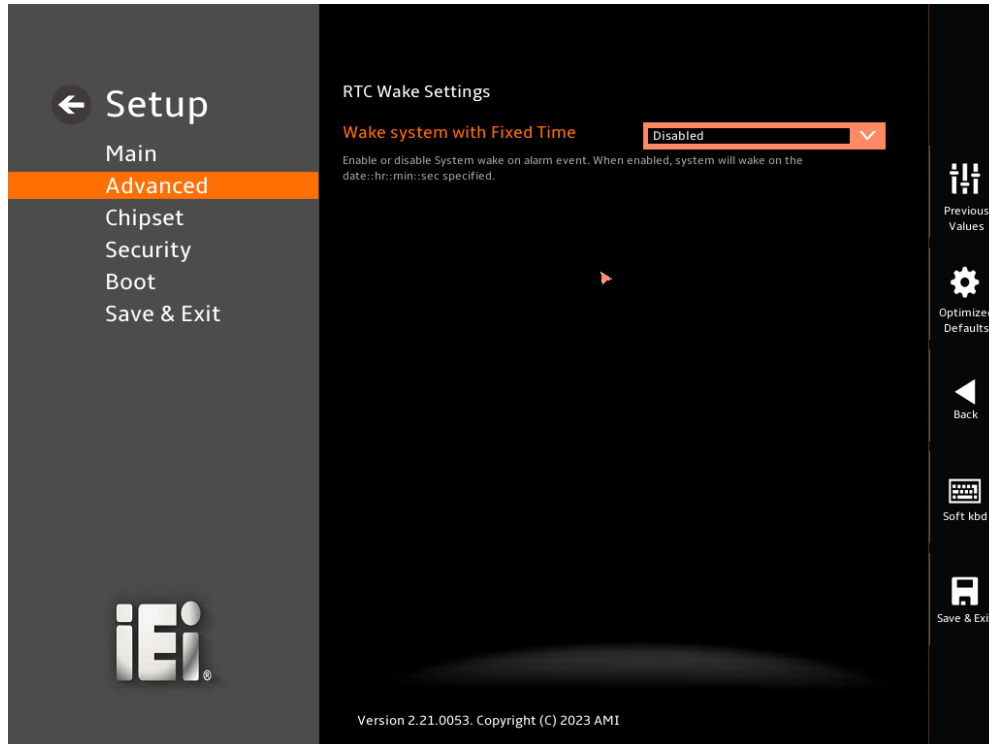 Setup
Main
Advanced
Chipset
Security
Boot
Save & Exit
iEi®
RTC Wake Settings
Wake system with Fixed Time
Disabled
Enable or disable System wake on alarm event. When enabled, system will wake on the
date::hr::min::sec specified.
Version 2.21.0053. Copyright (C) 2023 AMI
Previous
Values
Optimized
Defaults
Back
Soft kbd
Save & Exi